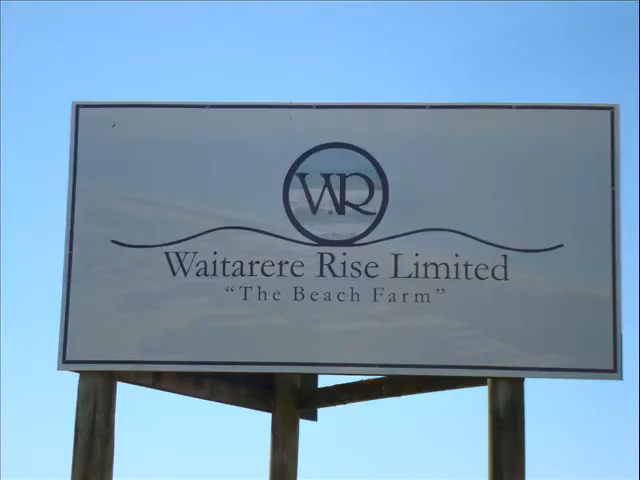 WR
Waitarere Rise Limited
“The Beach Farm”